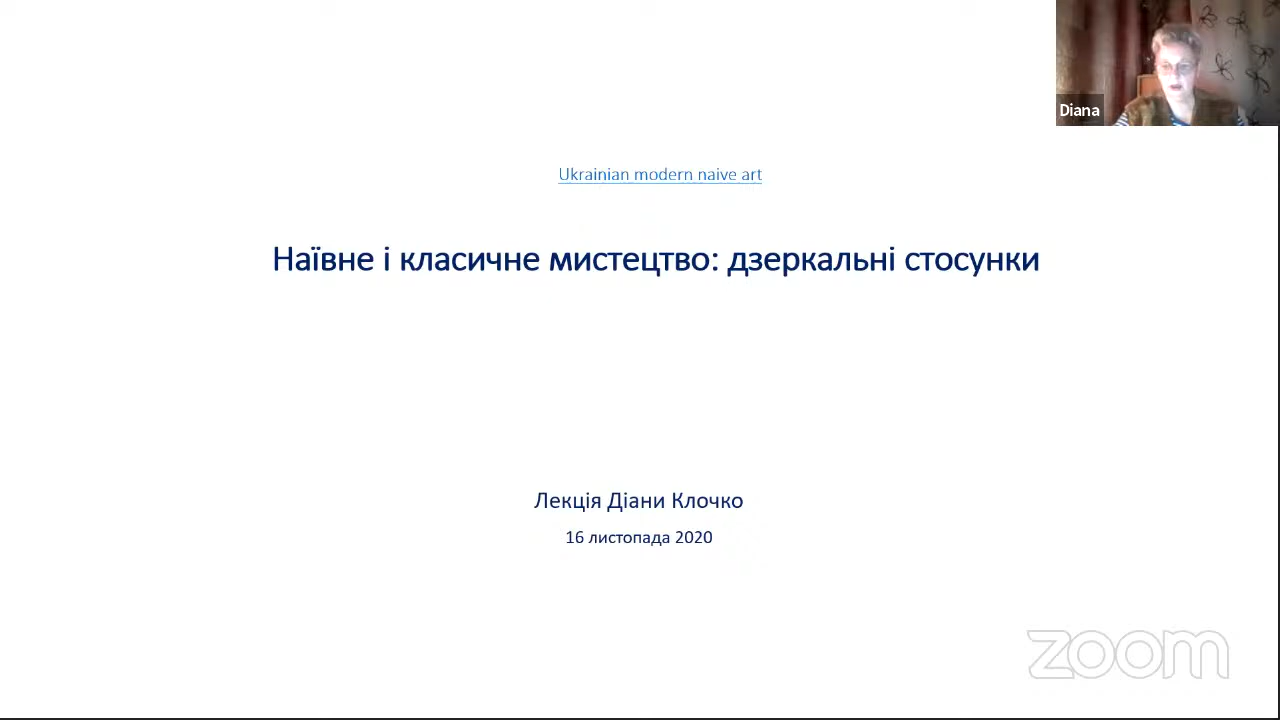 Diana
Ukrainian modern naive art
Наївне і класичне мистецтво: дзеркальні стосунки
Лекція Діани Клочко
16 листопада 2020
zoom